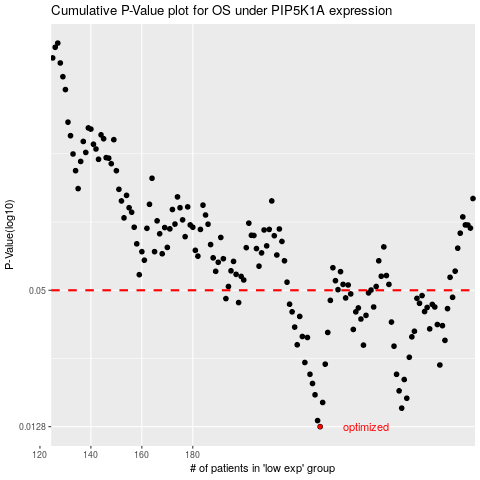 Cumulative P-Value plot for OS under PIP5K1A expression
P-Value(log10)
0.05
0.0128
optimized
120 140 160 180
# of patients in 'low exp' group